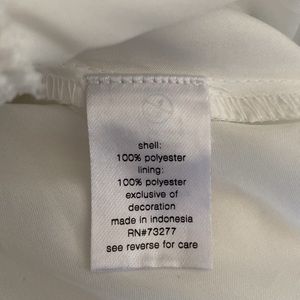 shell:
100% polyester
lining:
100% polyester
exclusive of
decoration
made in indonesia
RN#73277
see reverse for care